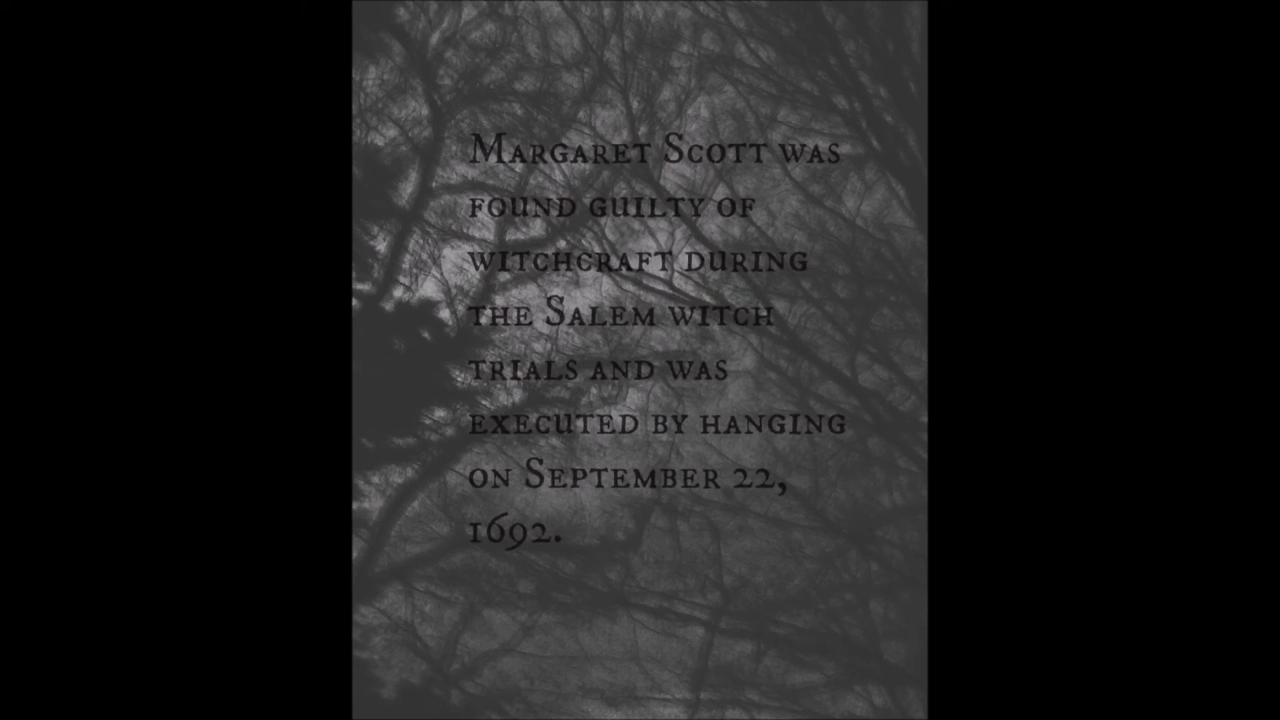 Margaret Scott was
found guilty of
witchcraft during
the Salem witch
trials and was
executed by hanging
on September 22,
1692.